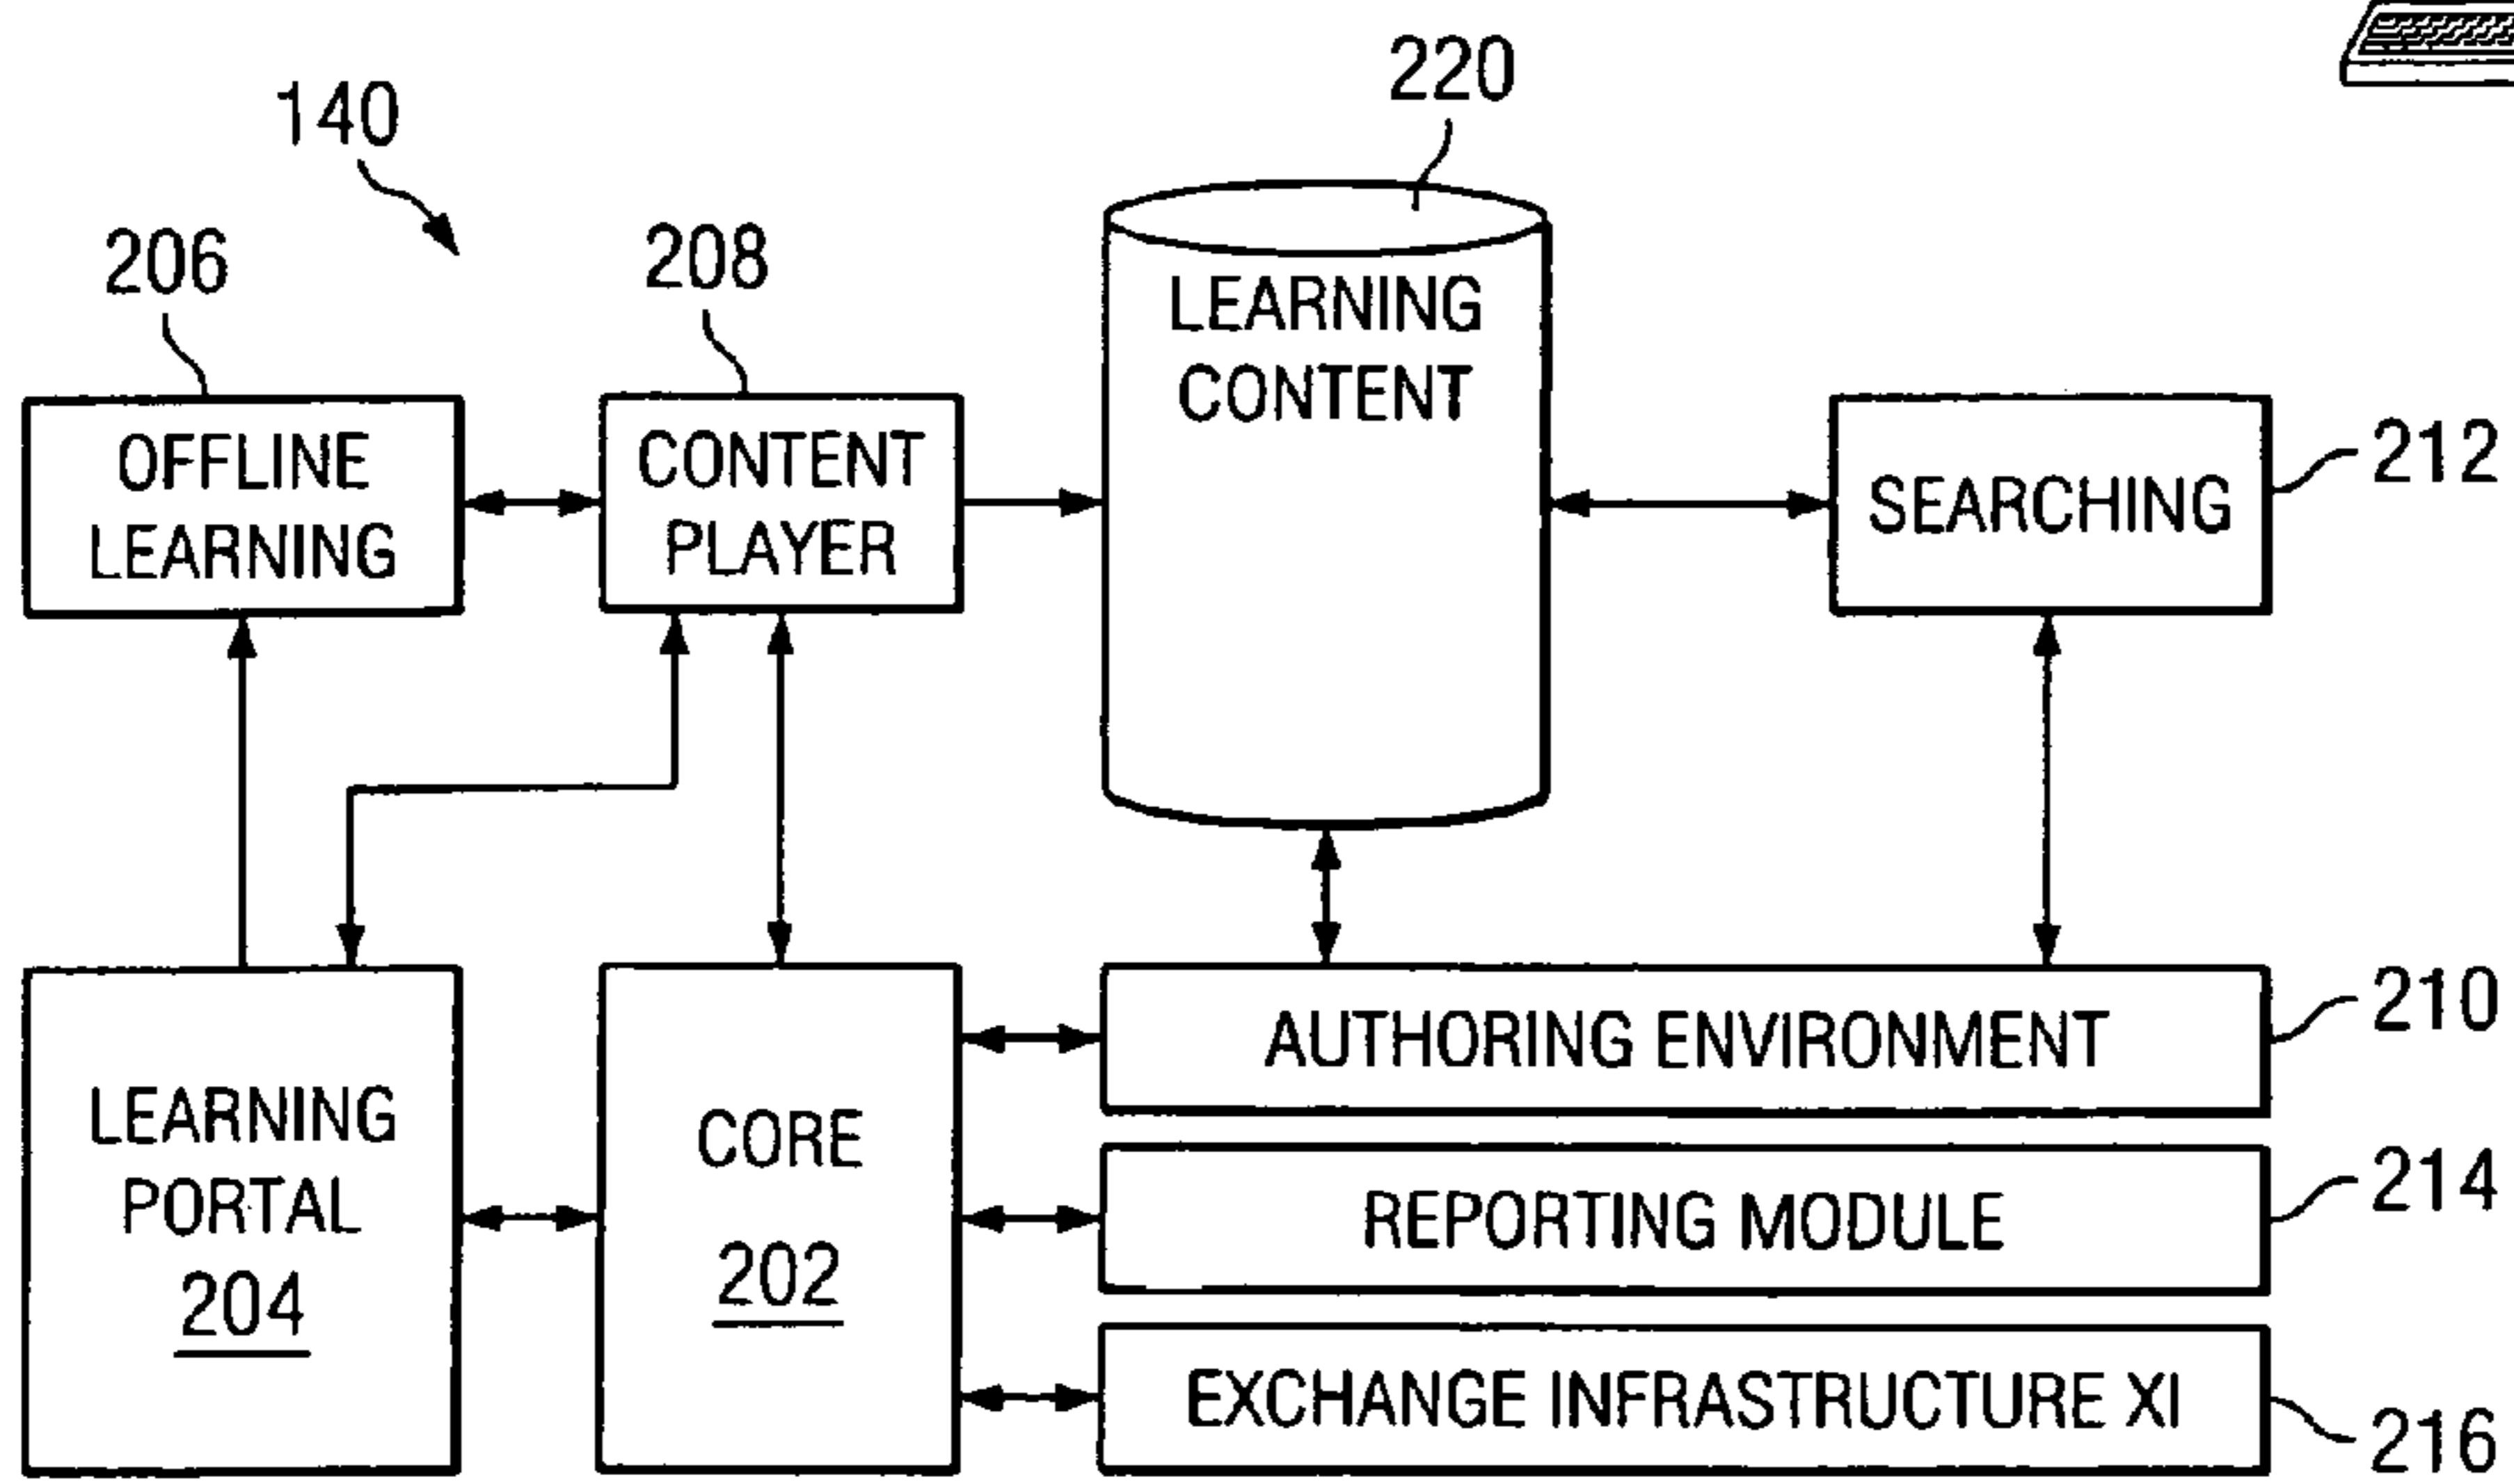 220
140
206
208
LEARNING
CONTENT
OFFLINE
LEARNING
CONTENT
PLAYER
SEARCHING
212
AUTHORING ENVIRONMENT
210
LEARNING
PORTAL
204
CORE
202
REPORTING MODULE
214
EXCHANGE INFRASTRUCTURE XI
216